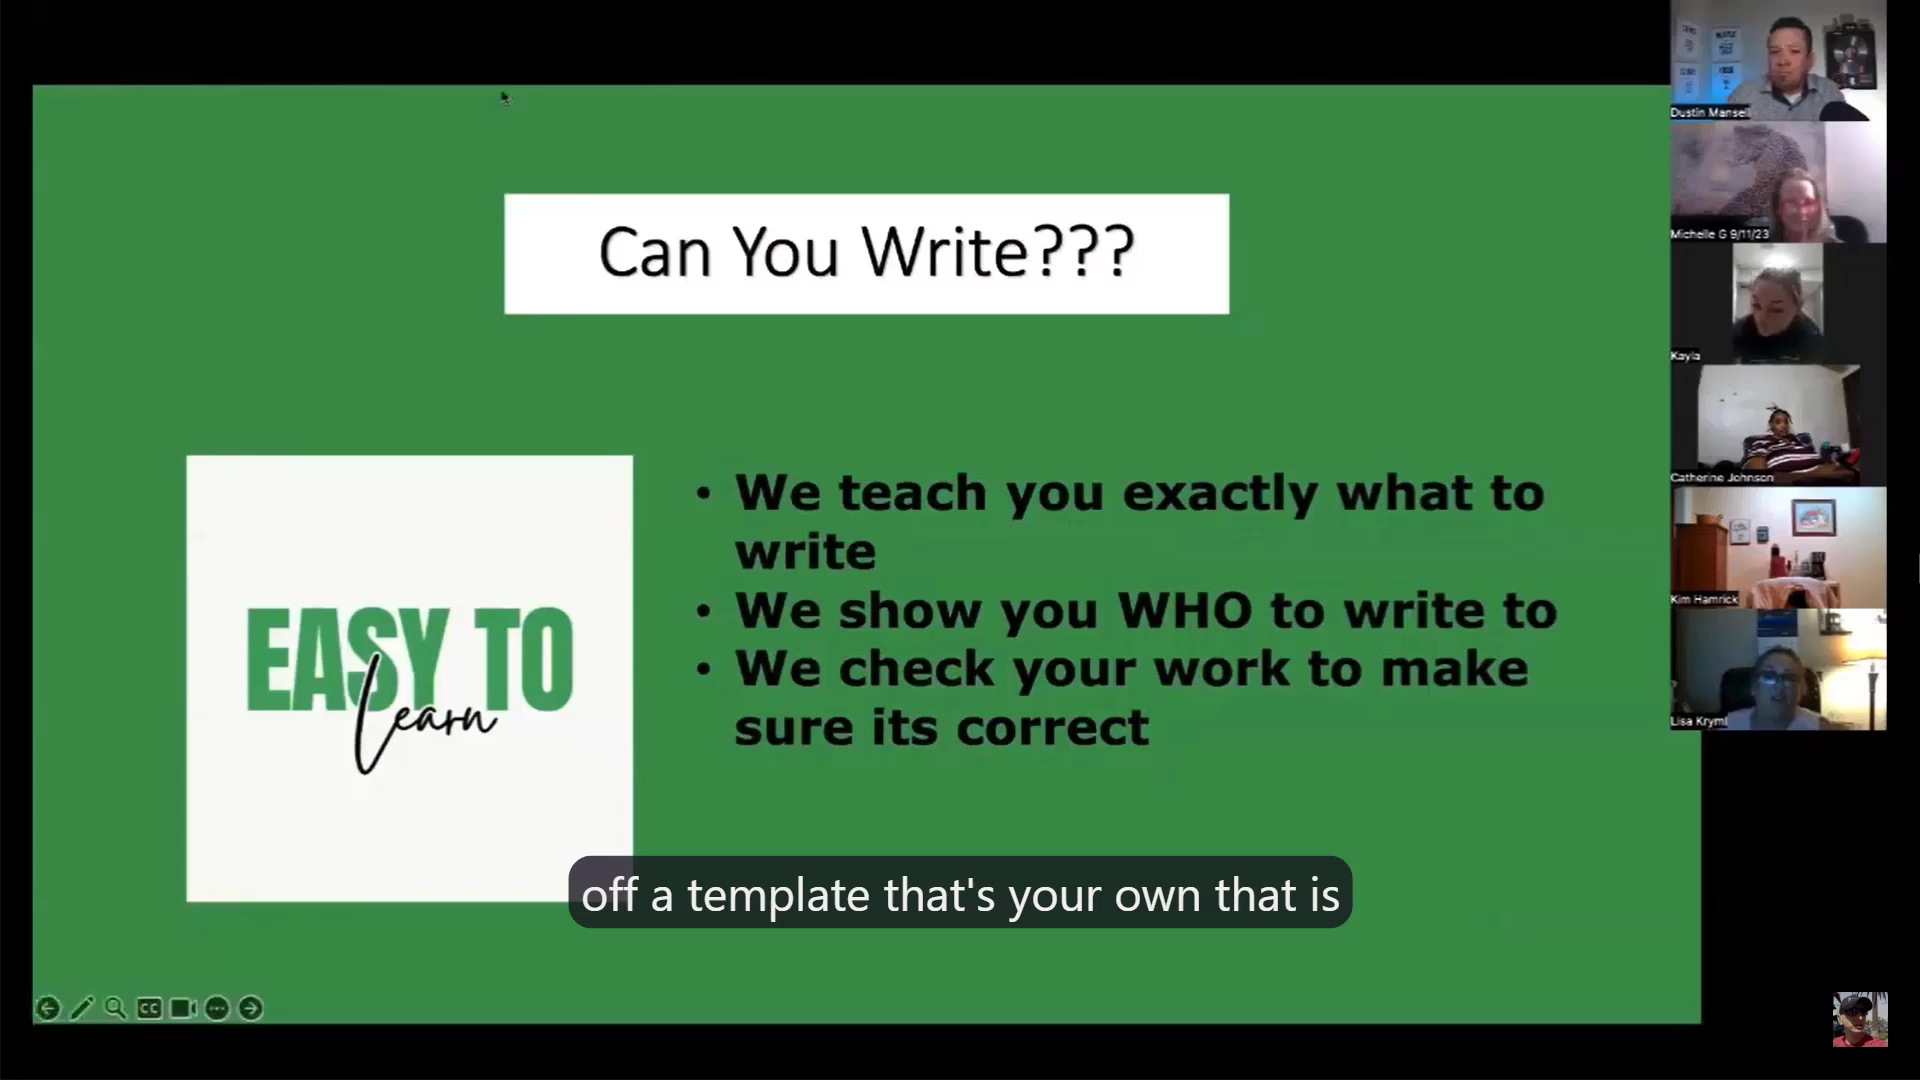 Can You Write???
EASY TO
Learn
• We teach you exactly what to
write
• We show you WHO to write to
• We check your work to make
sure its correct
off a template that's your own that is
CC
Dustin Mansell
Michelle G 9/11/23
Kayla
Catherine Johnson
Kim Hamrick
Lisa Kryml